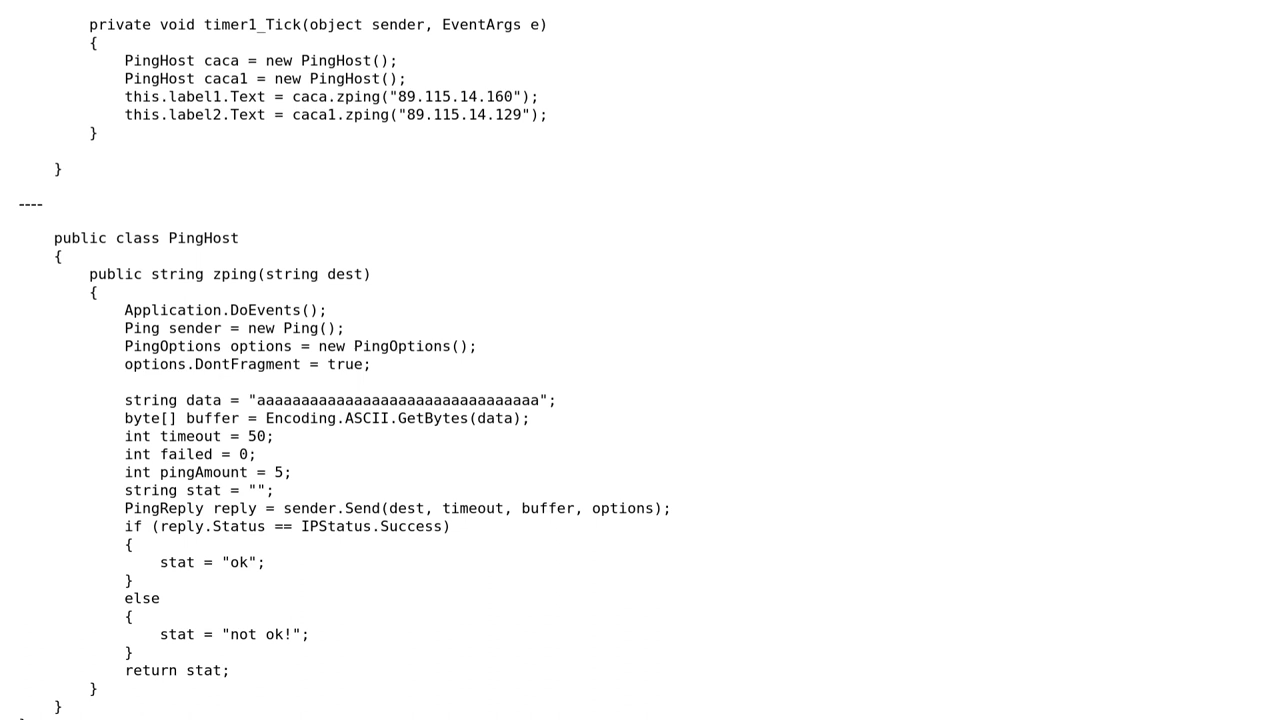 private void timer1_Tick(object sender, EventArgs e)
        {
            PingHost caca = new PingHost();
            PingHost caca1 = new PingHost();
            this.label1.Text = caca.zping("89.115.14.160");
            this.label2.Text = caca1.zping("89.115.14.129");
        }

    }

----

    public class PingHost
    {
        public string zping(string dest)
        {
            Application.DoEvents();
            Ping sender = new Ping();
            PingOptions options = new PingOptions();
            options.DontFragment = true;

            string data = "aaaaaaaaaaaaaaaaaaaaaaaaaaaaaaaa";
            byte[] buffer = Encoding.ASCII.GetBytes(data);
            int timeout = 50;
            int failed = 0;
            int pingAmount = 5;
            string stat = "";
            PingReply reply = sender.Send(dest, timeout, buffer, options);
            if (reply.Status == IPStatus.Success)
            {
                stat = "ok";
            }
            else
            {
                stat = "not ok!";
            }
            return stat;
        }
    }